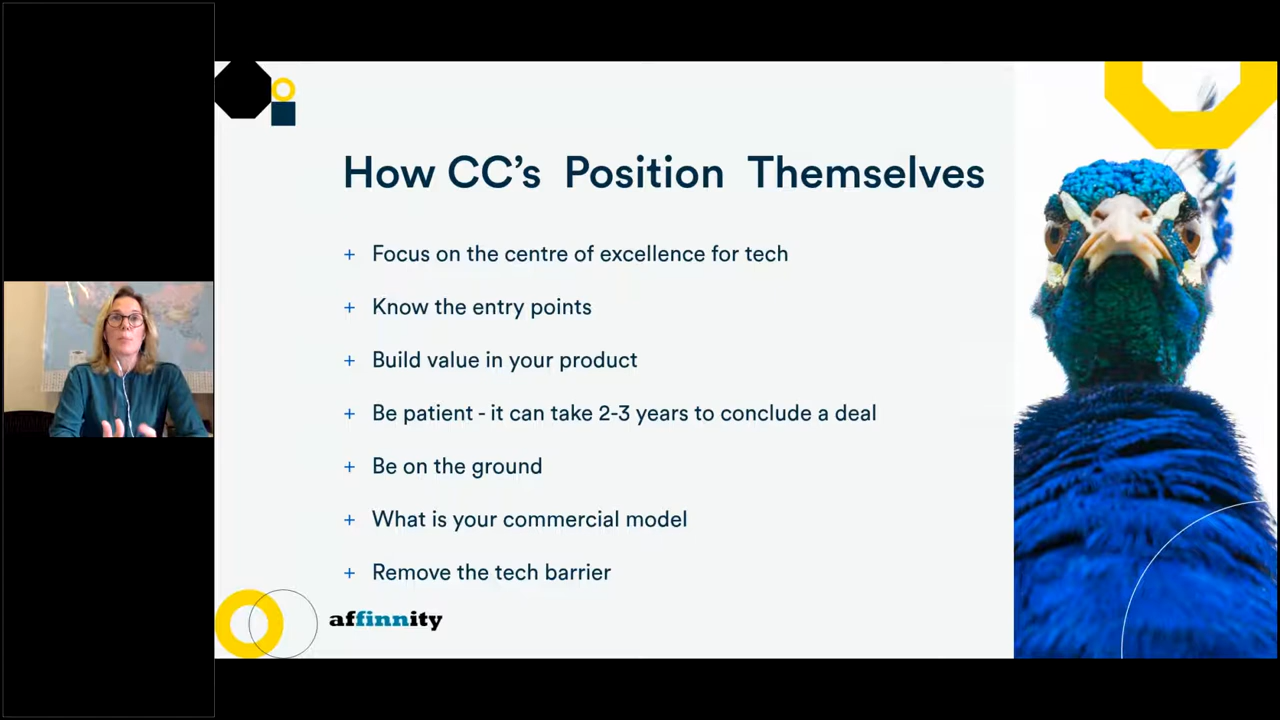 How CC’s Position Themselves
+ Focus on the centre of excellence for tech
+ Know the entry points
+ Build value in your product
+ Be patient - it can take 2-3 years to conclude a deal
+ Be on the ground
+ What is your commercial model
+ Remove the tech barrier
affinnity